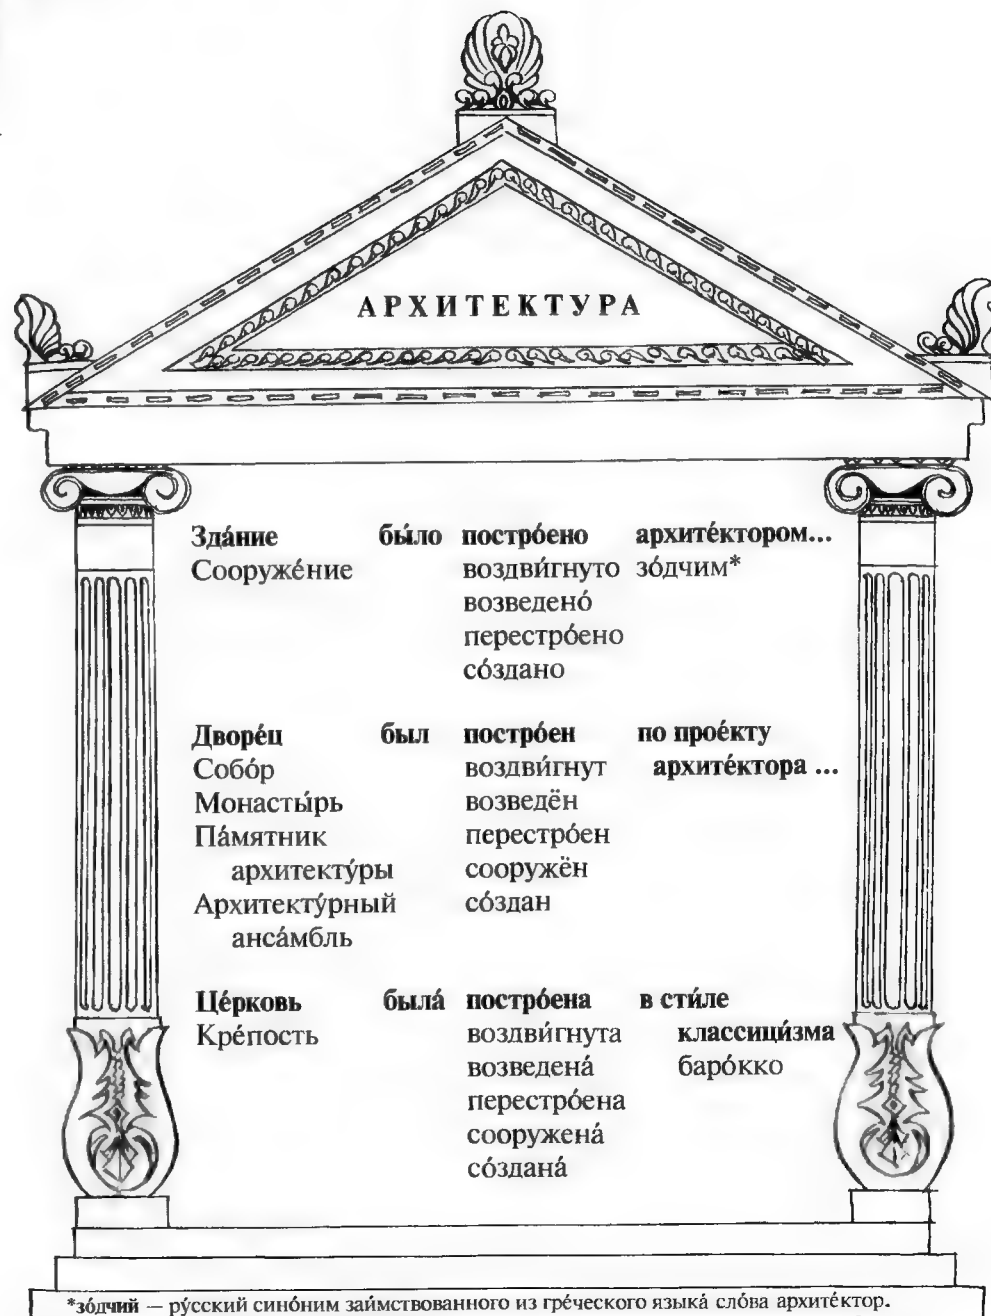 АРХИТЕКТУРА
Зда́ние бы́ло постро́ено архите́ктором...
Сооруже́ние воздви́гнуто зо́дчим*
возведено́
перестро́ено
со́здано
Дворе́ц был постро́ен по прое́кту
Собо́р воздви́гнут архите́ктора ...
Монасты́рь возведён
Па́мятник перестро́ен
архитекту́ры сооружён
Архитекту́рный со́здан
анса́мбль
Це́рковь была́ постро́ена в сти́ле
Кре́пость воздви́гнута классици́зма
возведена́ баро́кко
перестро́ена
сооружена́
со́здана́
*зо́дчий — ру́сский сино́ним заи́мствованного из гре́ческого языка́ сло́ва архите́ктор.